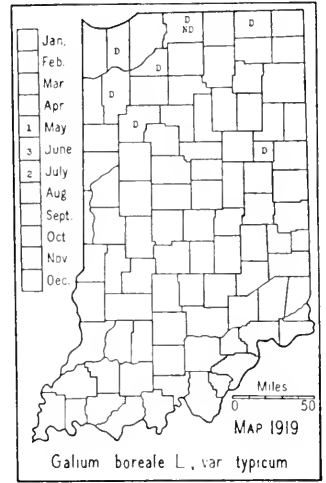 Jan.
Feb.
Mar
Apr
1 May
3 June
2 July
Aug
Sept.
Oct
Nov
Dec.
D
ND
D
D
D
D
D
D
Miles
0 50
MAP 1919
Galium boreale L., var typicum